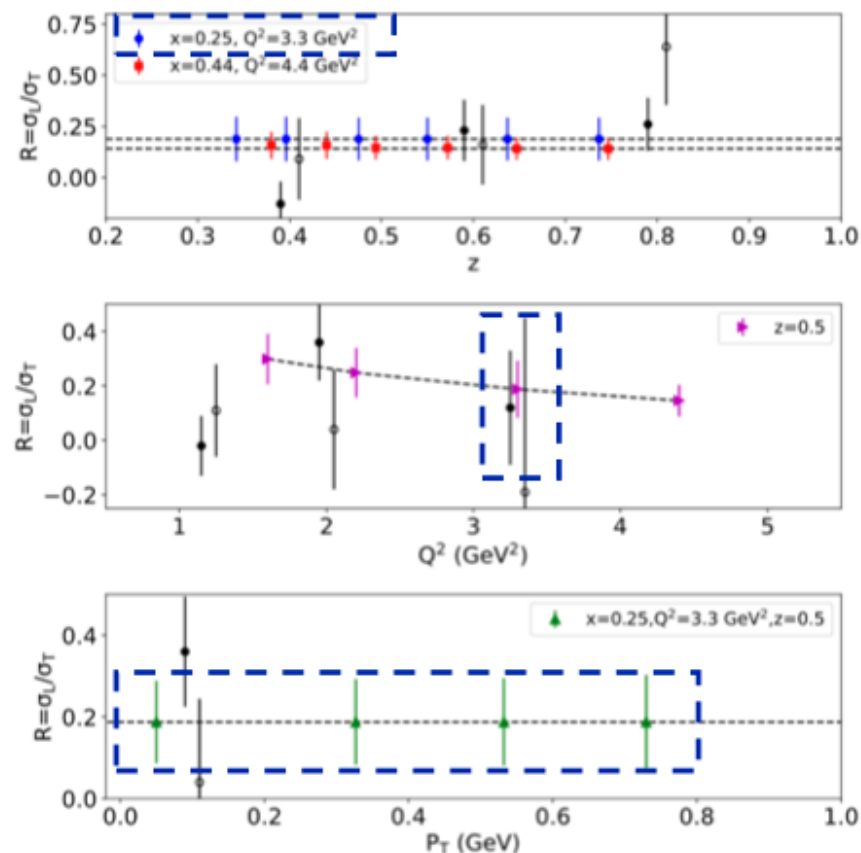 0.75
0.50
0.25
0.00
R=σL/σT
x=0.25, Q²=3.3 GeV²
x=0.44, Q²=4.4 GeV²
0.2 0.3 0.4 0.5 0.6 0.7 0.8 0.9 1.0
z
0.4
0.2
0.0
−0.2
R=σL/σT
z=0.5
1 2 3 4 5
Q² (GeV²)
0.4
0.2
0.0
R=σL/σT
x=0.25,Q²=3.3 GeV²,z=0.5
0.0 0.2 0.4 0.6 0.8 1.0
PT (GeV)